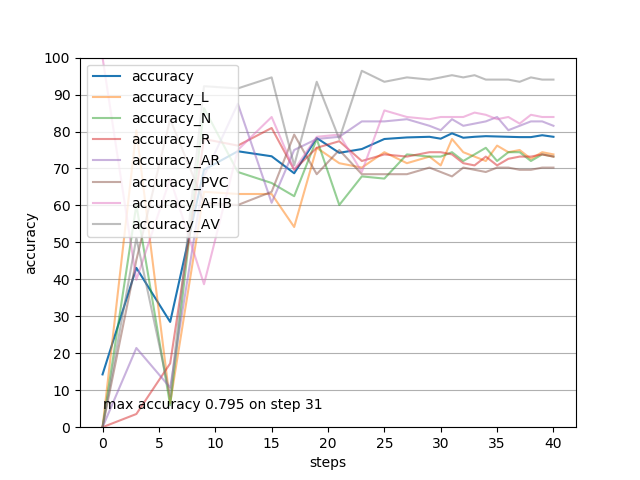 100
90
80
70
60
50
40
30
20
10
0
accuracy
accuracy
accuracy_L
accuracy_N
accuracy_R
accuracy_AR
accuracy_PVC
accuracy_AFIB
accuracy_AV
max accuracy 0.795 on step 31
0 5 10 15 20 25 30 35 40
steps